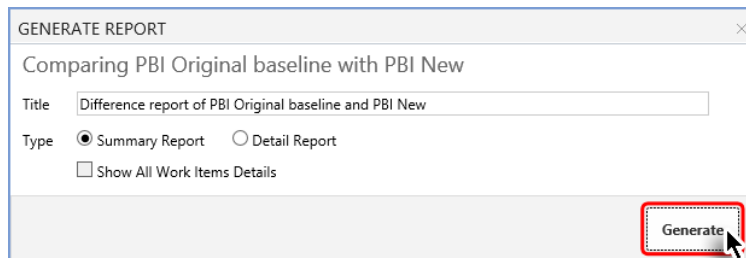 GENERATE REPORT
Comparing PBI Original baseline with PBI New
Title Difference report of PBI Original baseline and PBI New
Type Summary Report Detail Report
Show All Work Items Details
Generate